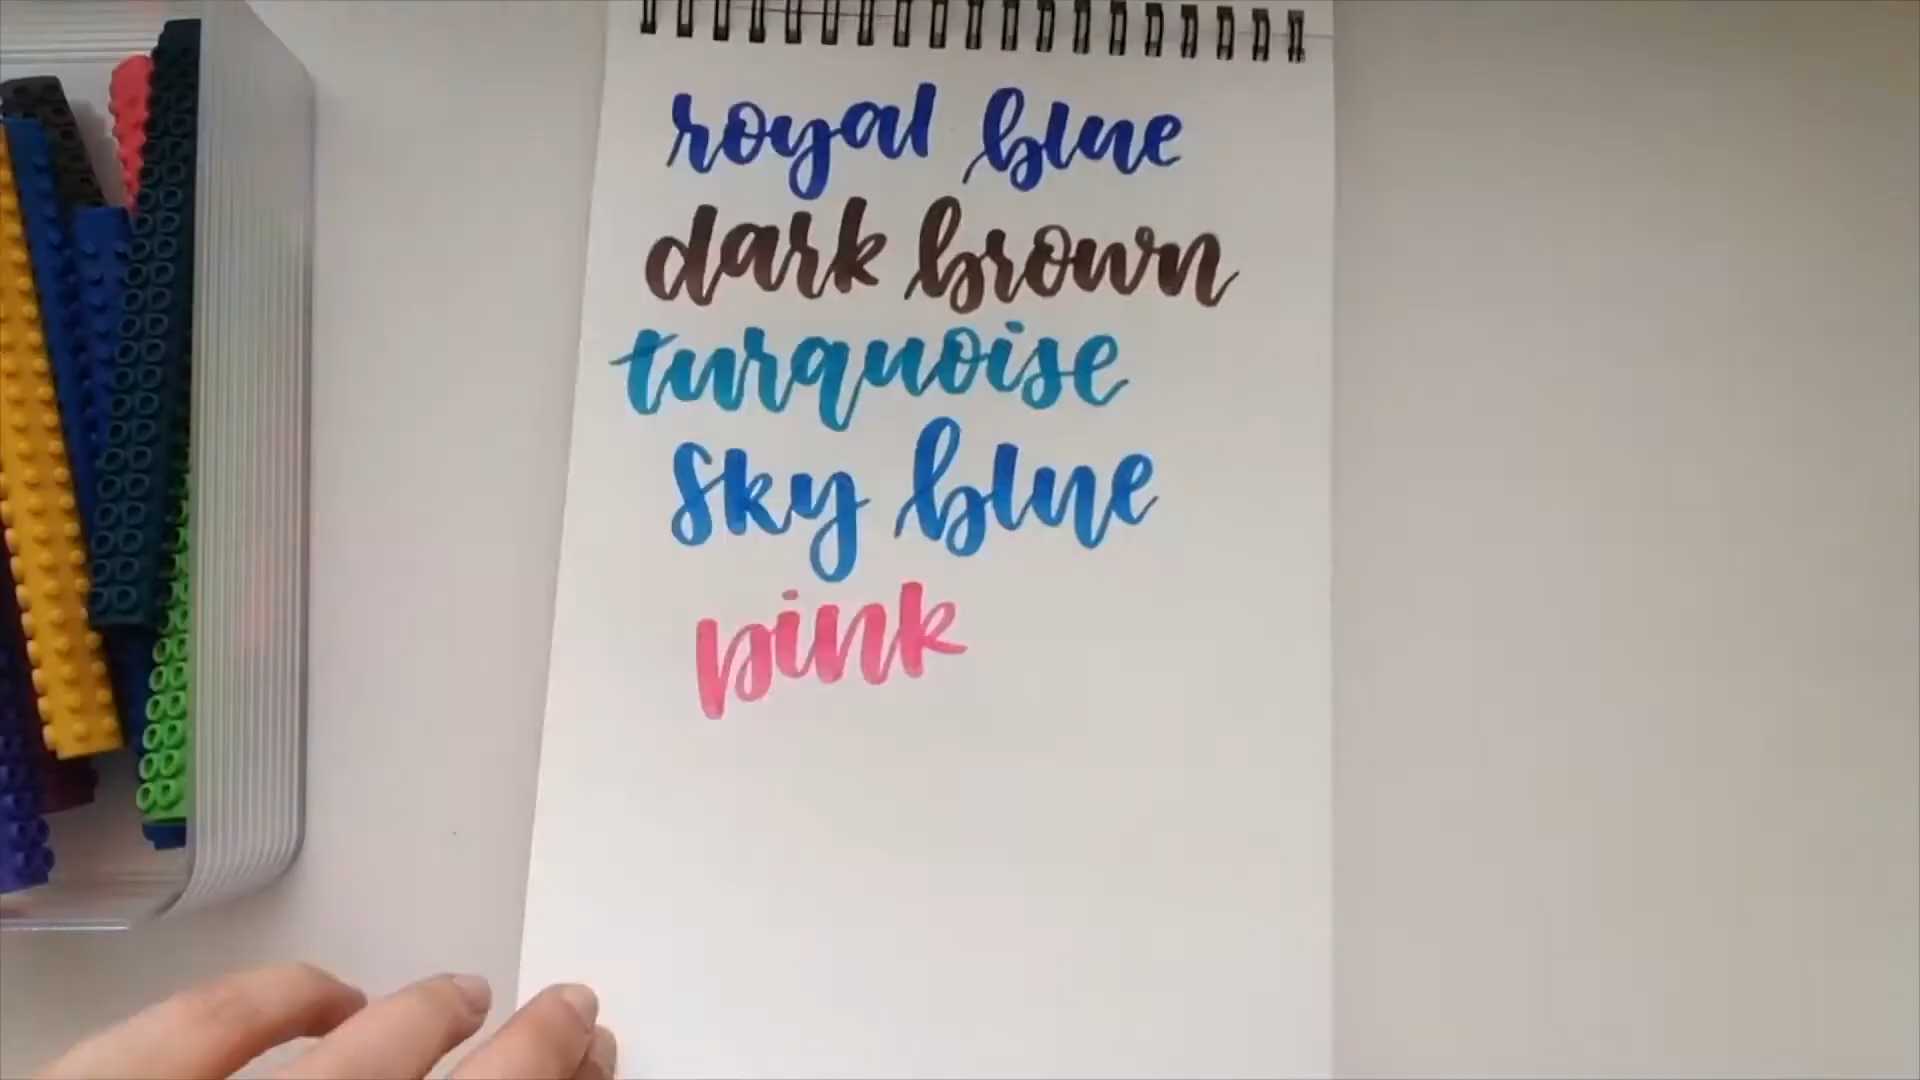 royal blue
dark brown
turquoise
sky blue
pink